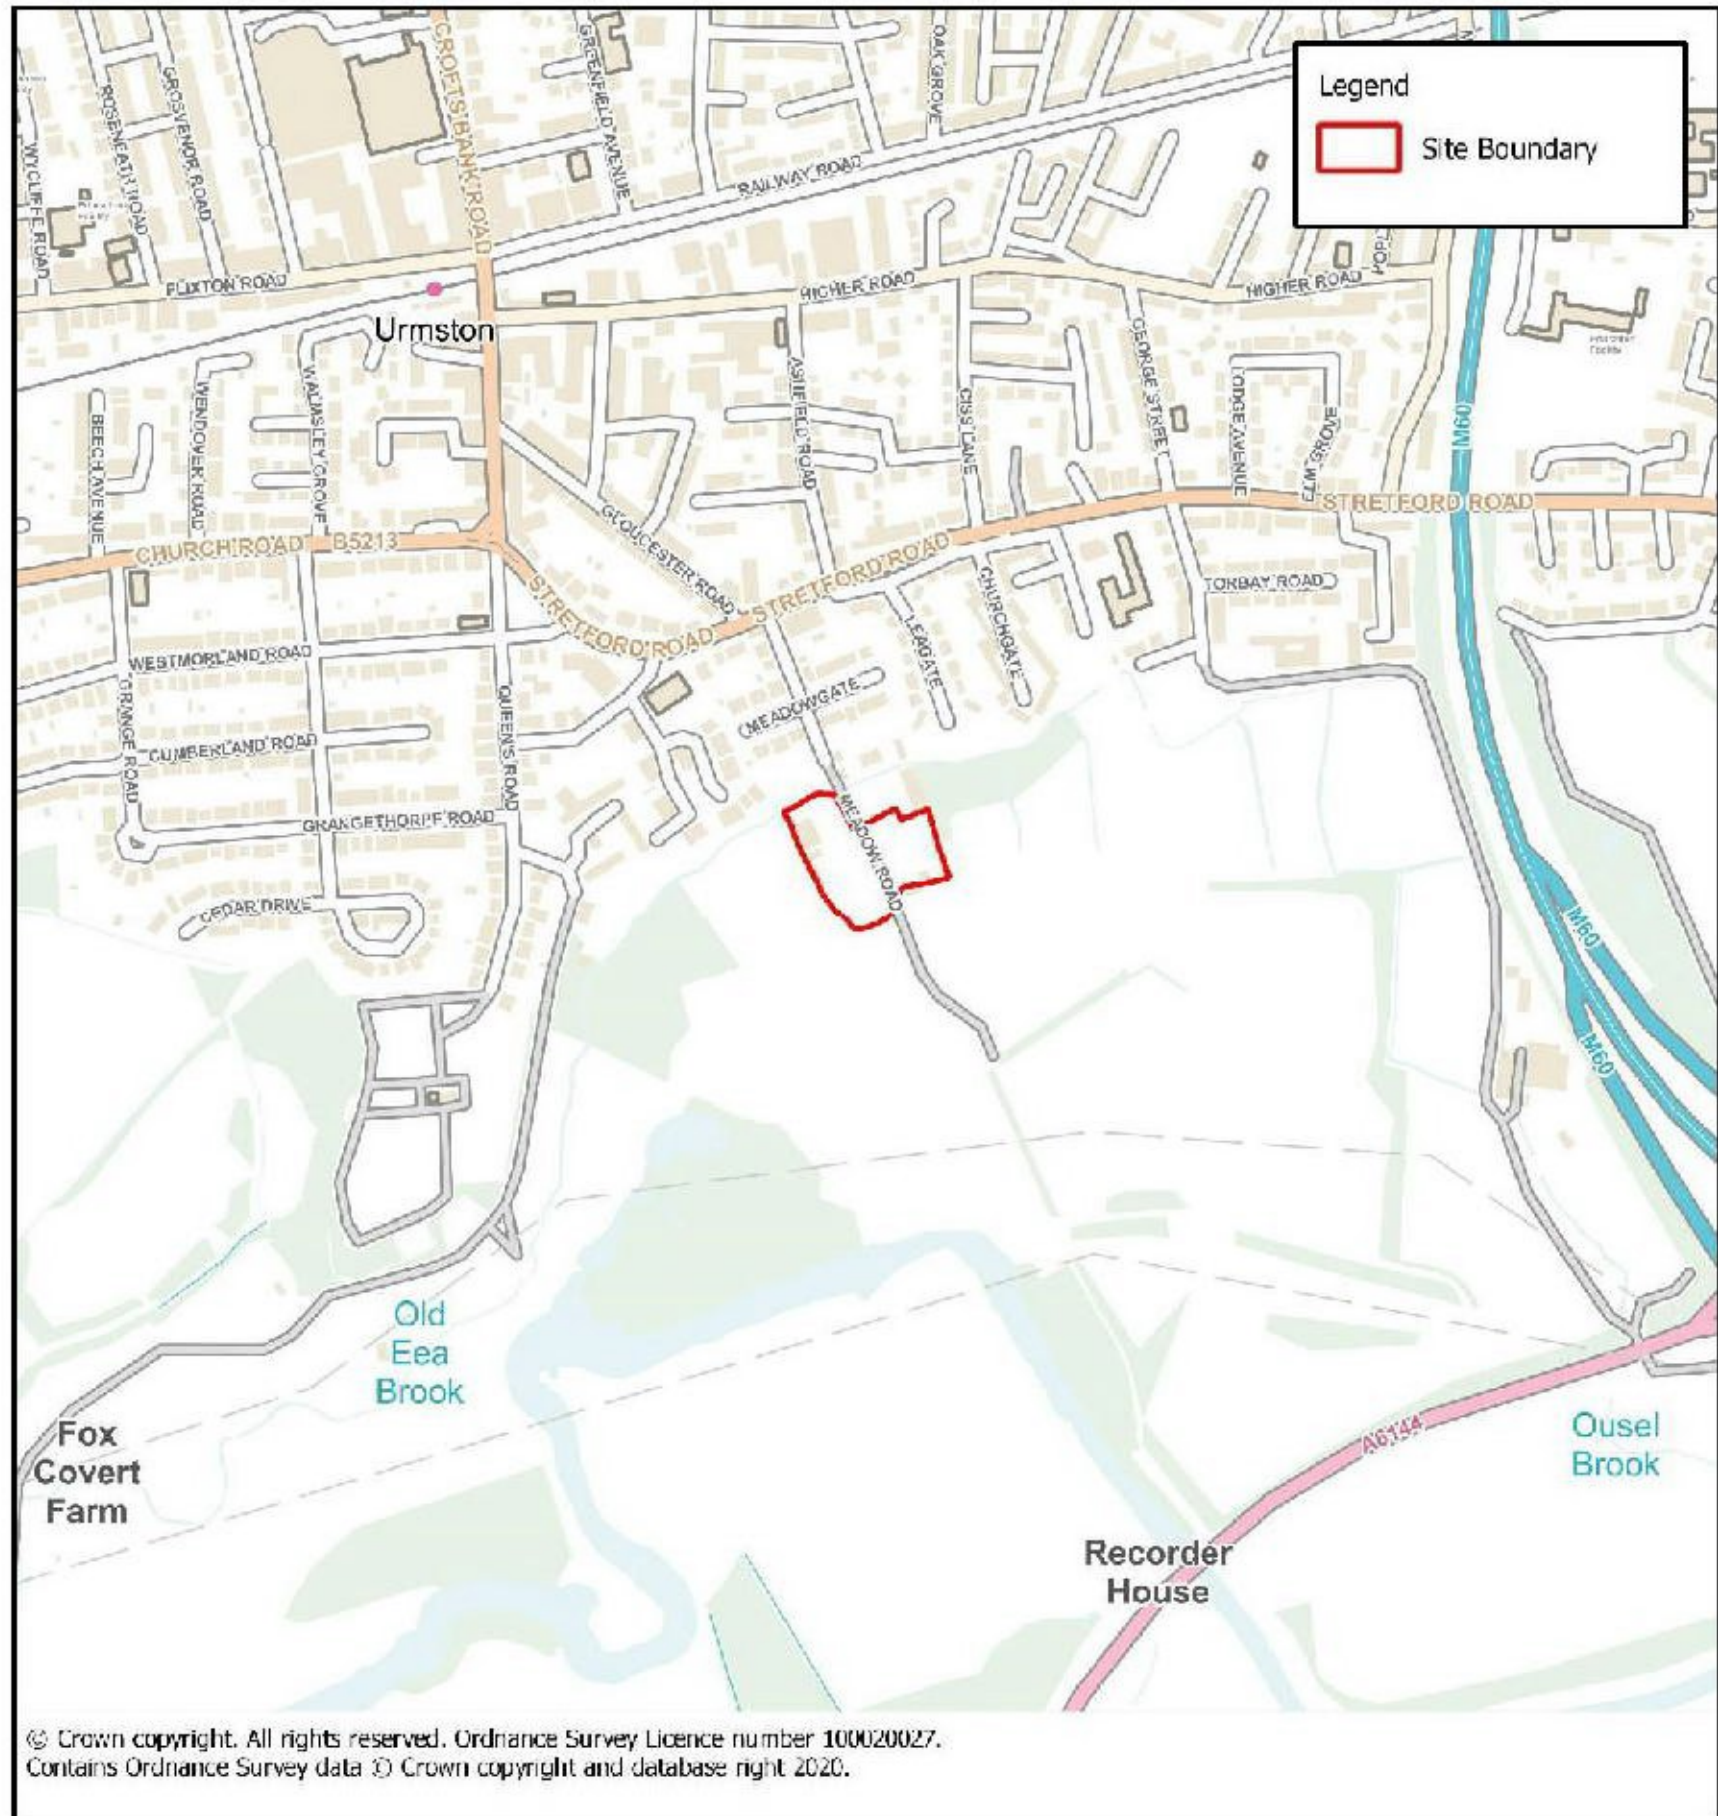 Legend
Site Boundary
CROFTS BANK ROAD
GREENFIELD AVENUE
OAK GROVE
GROSVENOR ROAD
ROSENEATH ROAD
WYCLIFFE ROAD
RAILWAY ROAD
FLIXTON ROAD
HIGHER ROAD
HIGHER ROAD
Urmston
BEECH AVENUE
WENDOVER ROAD
WALMSLEY GROVE
ASHFIELD ROAD
CISS LANE
GEORGE STREET
LODGE AVENUE
ELM GROVE
M60
STRETFORD ROAD
CHURCH ROAD
B5213
GLOUCESTER ROAD
STRETFORD ROAD
STRETFORD ROAD
TORBAY ROAD
CHURCHGATE
LEAGATE
WESTMORLAND ROAD
GRANGE ROAD
QUEEN'S ROAD
MEADOWGATE
CUMBERLAND ROAD
GRANGETHORPE ROAD
MEADOW ROAD
CEDAR DRIVE
M60
M60
Old
Eea
Brook
Fox
Covert
Farm
A6144
Ousel
Brook
Recorder
House
© Crown copyright. All rights reserved. Ordnance Survey Licence number 100020027.
Contains Ordnance Survey data © Crown copyright and database right 2020.